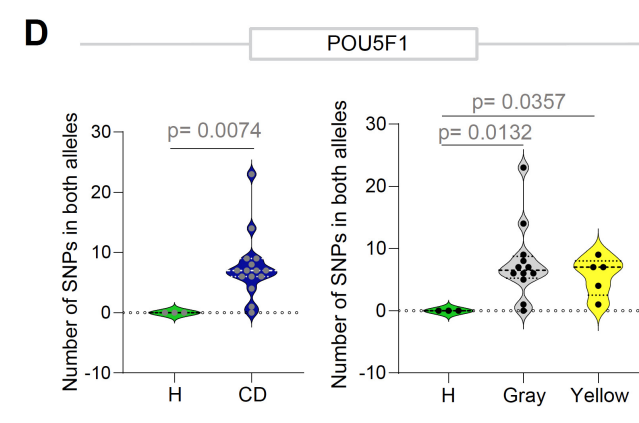 D
POU5F1
p= 0.0074
Number of SNPs in both alleles
30
20
10
0
-10
H CD
p= 0.0357
p= 0.0132
Number of SNPs in both alleles
30
20
10
0
-10
H Gray Yellow